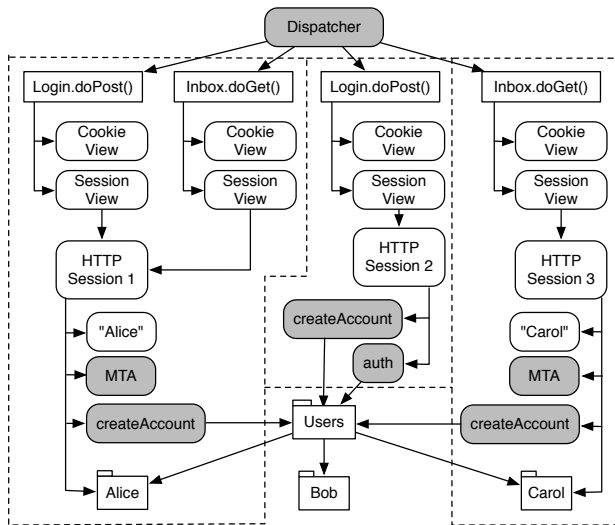 Dispatcher
Login.doPost()
Inbox.doGet()
Login.doPost()
Inbox.doGet()
Cookie
View
Cookie
View
Cookie
View
Cookie
View
Session
View
Session
View
Session
View
Session
View
HTTP
Session 1
HTTP
Session 2
HTTP
Session 3
createAccount
"Alice"
"Carol"
auth
MTA
MTA
createAccount
Users
createAccount
Alice
Bob
Carol